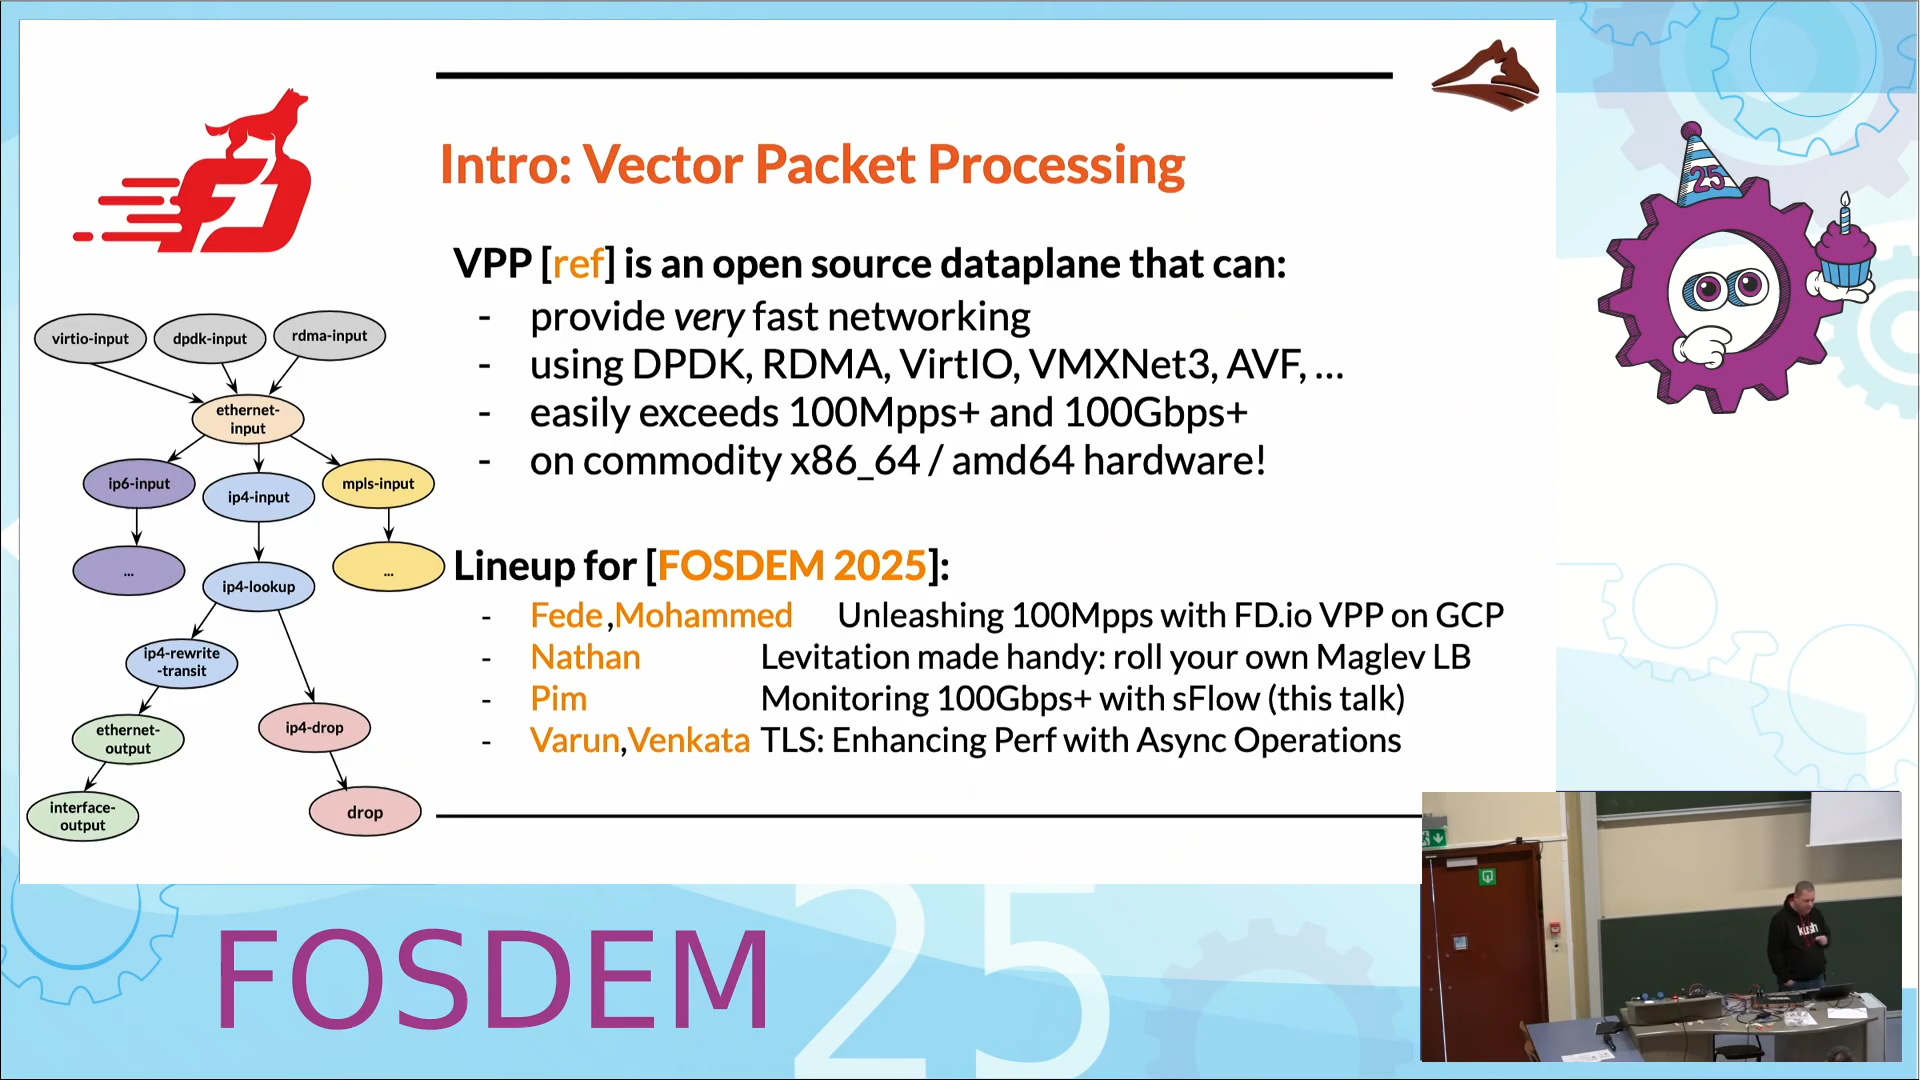 Intro: Vector Packet Processing
VPP [ref] is an open source dataplane that can:
- provide very fast networking
- using DPDK, RDMA, VirtIO, VMXNet3, AVF, ...
- easily exceeds 100Mpps+ and 100Gbps+
- on commodity x86_64 / amd64 hardware!
Lineup for [FOSDEM 2025]:
- Fede,Mohammed Unleashing 100Mpps with FD.io VPP on GCP
- Nathan Levitation made handy: roll your own Maglev LB
- Pim Monitoring 100Gbps+ with sFlow (this talk)
- Varun,Venkata TLS: Enhancing Perf with Async Operations
FD
virtio-input
dpdk-input
rdma-input
ethernet-
input
ip6-input
ip4-input
mpls-input
...
ip4-lookup
...
ip4-rewrite
-transit
ethernet-
output
ip4-drop
interface-
output
drop
25
FOSDEM 25
kush